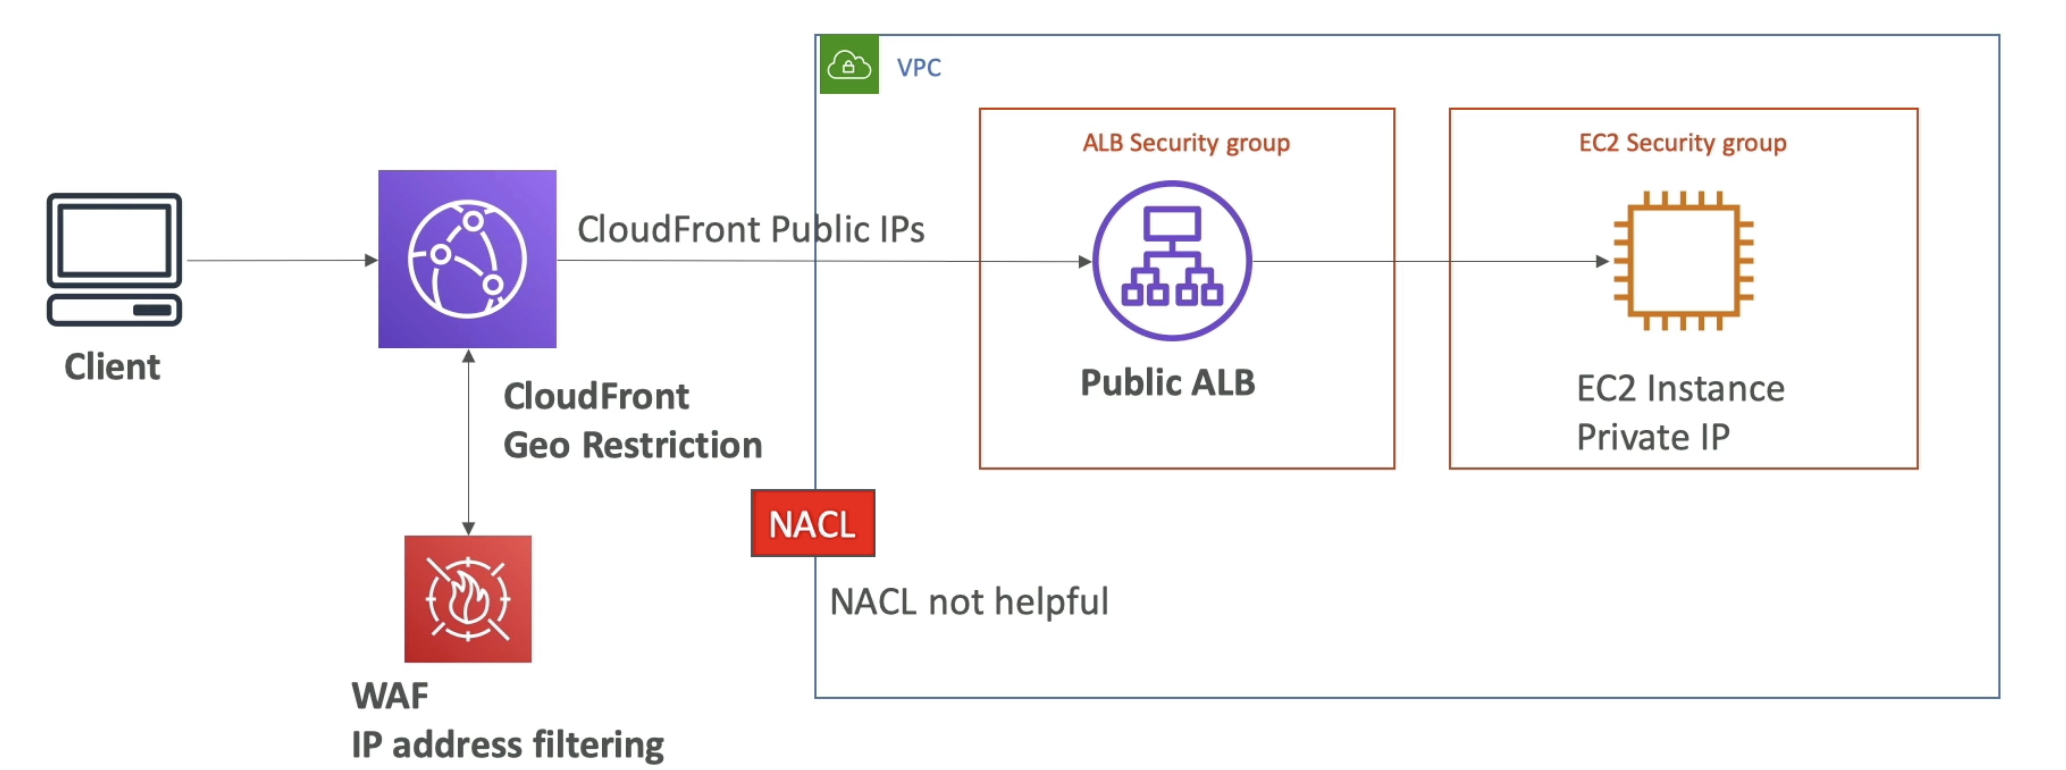 VPC
ALB Security group
EC2 Security group
CloudFront Public IPs
Client
CloudFront
Geo Restriction
Public ALB
EC2 Instance
Private IP
NACL
NACL not helpful
WAF
IP address filtering